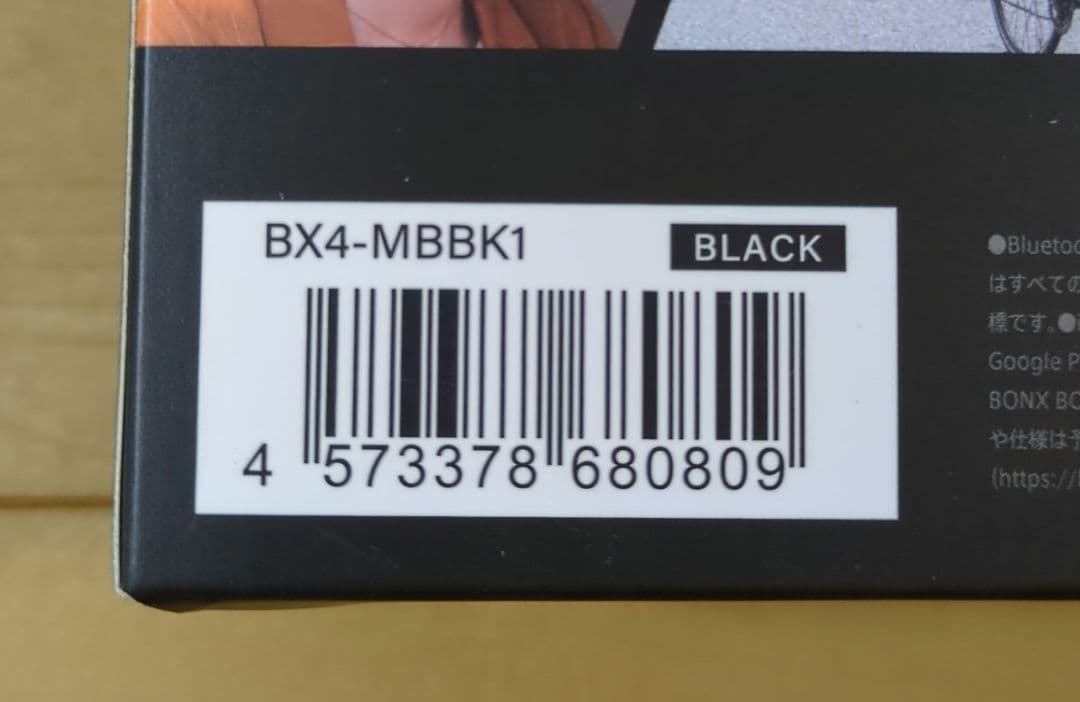 BX4-MBBK1
BLACK
4 573378 680809
●Bluetoo
はすべての
標です。●
Google P
BONX BO
や仕様は予
(https://